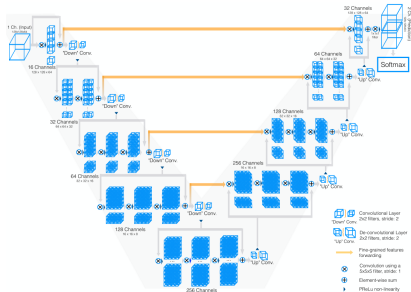 1 Ch. (Input)
"Down" Conv.
16 Channels
"Down" Conv.
32 Channels
"Down" Conv.
64 Channels
"Down" Conv.
128 Channels
256 Channels
"Up" Conv.
256 Channels
"Up" Conv.
128 Channels
"Up" Conv.
64 Channels
"Up" Conv.
32 Channels
2 Ch. (Prediction)
Softmax
"Down" Conv.
Convolutional Layer
2x2 filters, stride: 2
"Up" Conv.
De-convolutional Layer
2x2 filters, stride: 2
Fine-grained features
forwarding
Convolution using a
5x5x5 filter, stride: 1
Element-wise sum
PReLu non-linearity